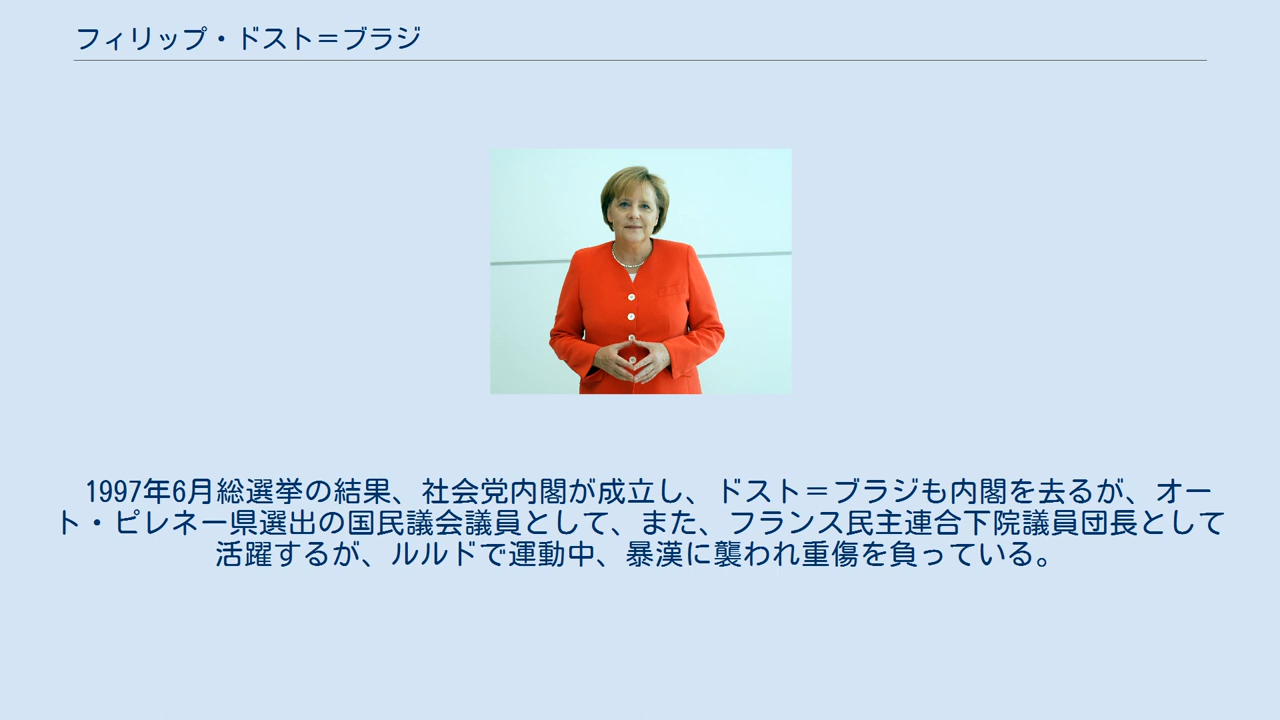 フィリップ・ドスト＝ブラジ
1997年6月総選挙の結果、社会党内閣が成立し、ドスト＝ブラジも内閣を去るが、オー
ト・ピレネー県選出の国民議会議員として、また、フランス民主連合下院議員団長として
活躍するが、ルルドで運動中、暴漢に襲われ重傷を負っている。